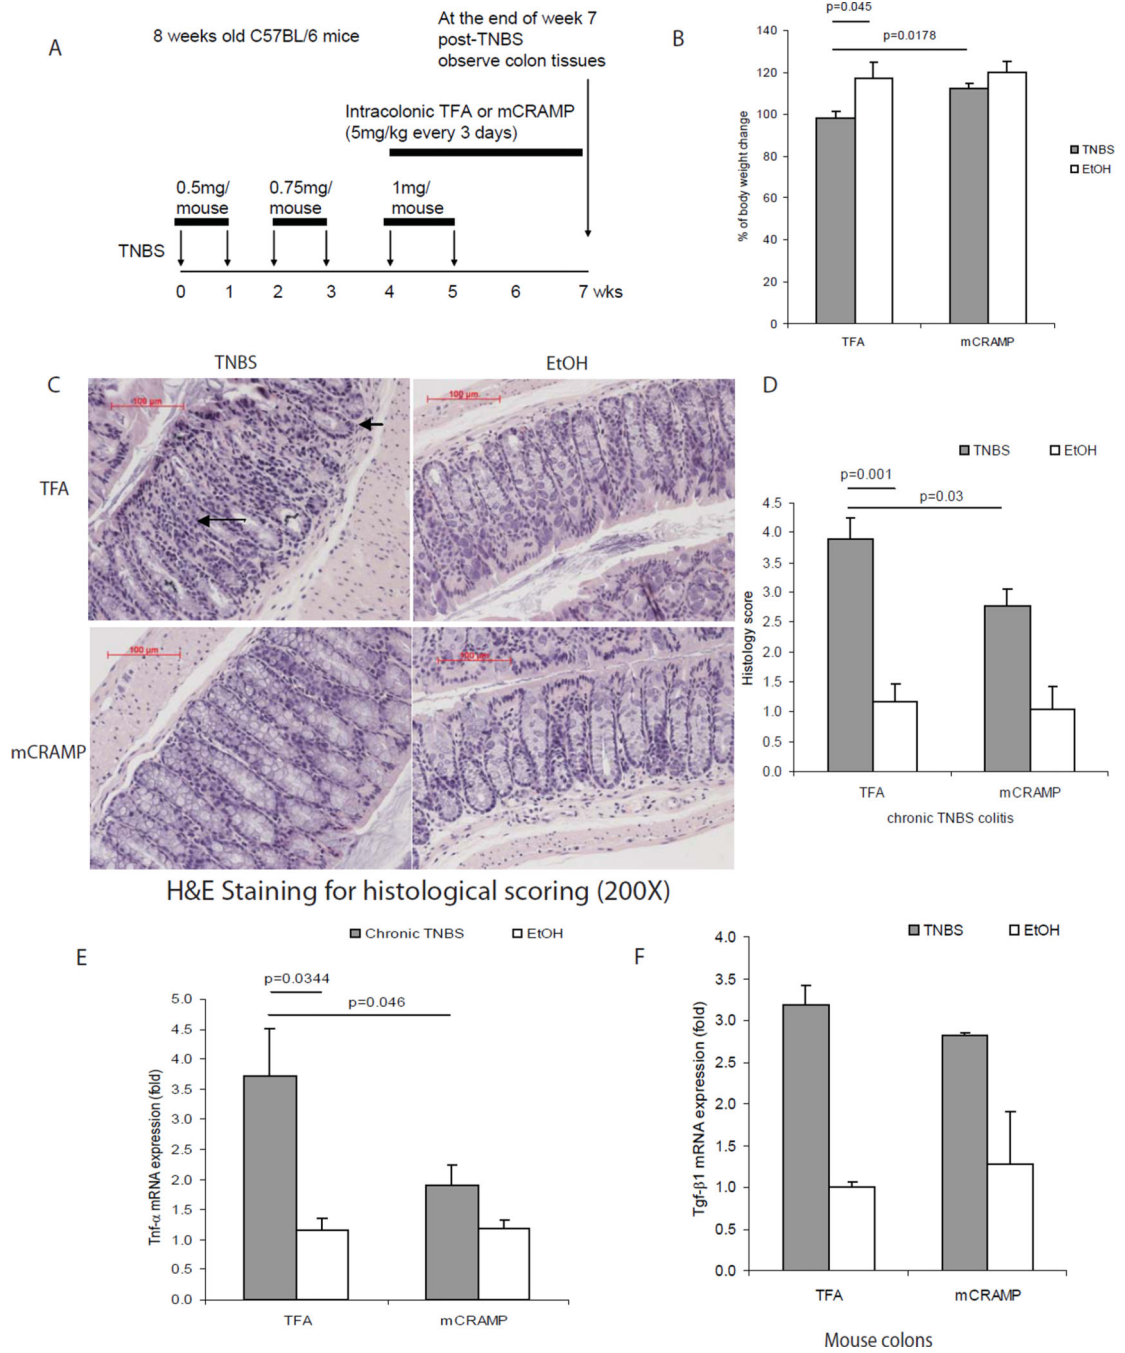 A
8 weeks old C57BL/6 mice
At the end of week 7
post-TNBS
observe colon tissues
Intracolonic TFA or mCRAMP
(5mg/kg every 3 days)
0.5mg/
mouse
0.75mg/
mouse
1mg/
mouse
TNBS
0 1 2 3 4 5 6 7 wks
B
p=0.045
p=0.0178
140
120
100
80
60
40
20
0
% of body weight change
TFA mCRAMP
TNBS
EtOH
C
TNBS EtOH
TFA
mCRAMP
100 µm
100 µm
100 µm
100 µm
H&E Staining for histological scoring (200X)
D
TNBS EtOH
p=0.001
p=0.03
4.5
4.0
3.5
3.0
2.5
2.0
1.5
1.0
0.5
0.0
Histology score
TFA mCRAMP
chronic TNBS colitis
E
Chronic TNBS EtOH
p=0.0344
p=0.046
5.0
4.5
4.0
3.5
3.0
2.5
2.0
1.5
1.0
0.5
0.0
Tnf-α mRNA expression (fold)
TFA mCRAMP
F
TNBS EtOH
4.0
3.5
3.0
2.5
2.0
1.5
1.0
0.5
0.0
Tgf-β1 mRNA expression (fold)
TFA mCRAMP
Mouse colons